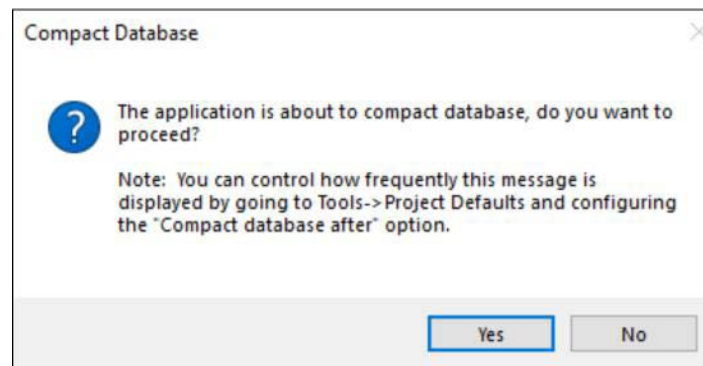 Compact Database
The application is about to compact database, do you want to
proceed?
Note:  You can control how frequently this message is
displayed by going to Tools->Project Defaults and configuring
the "Compact database after" option.
Yes
No